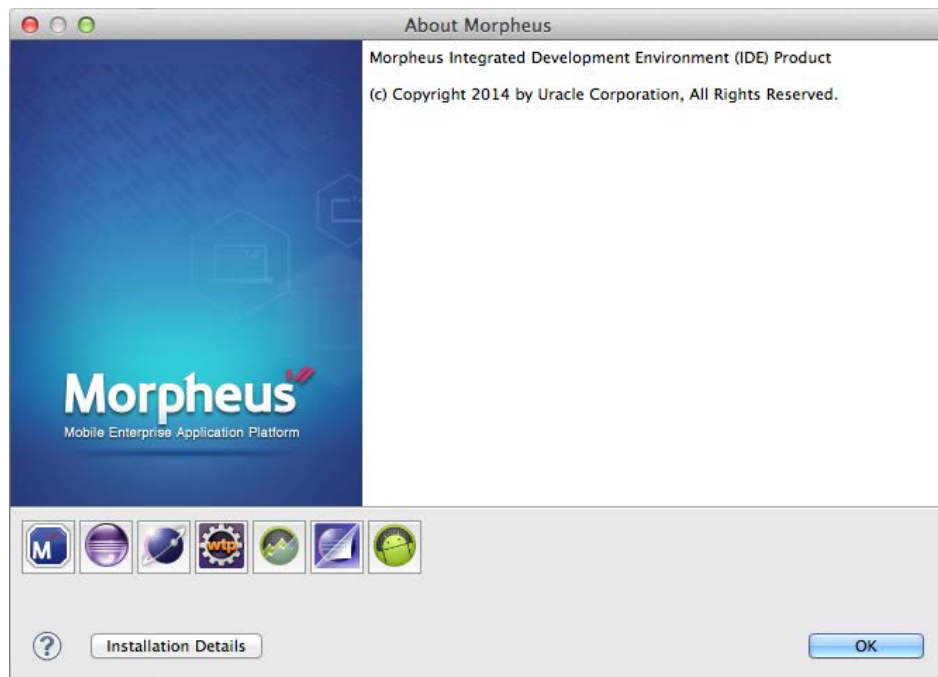 About Morpheus
Morpheus Integrated Development Environment (IDE) Product
(c) Copyright 2014 by Uracle Corporation, All Rights Reserved.
Morpheus
Mobile Enterprise Application Platform
M
wtp
?
Installation Details
OK